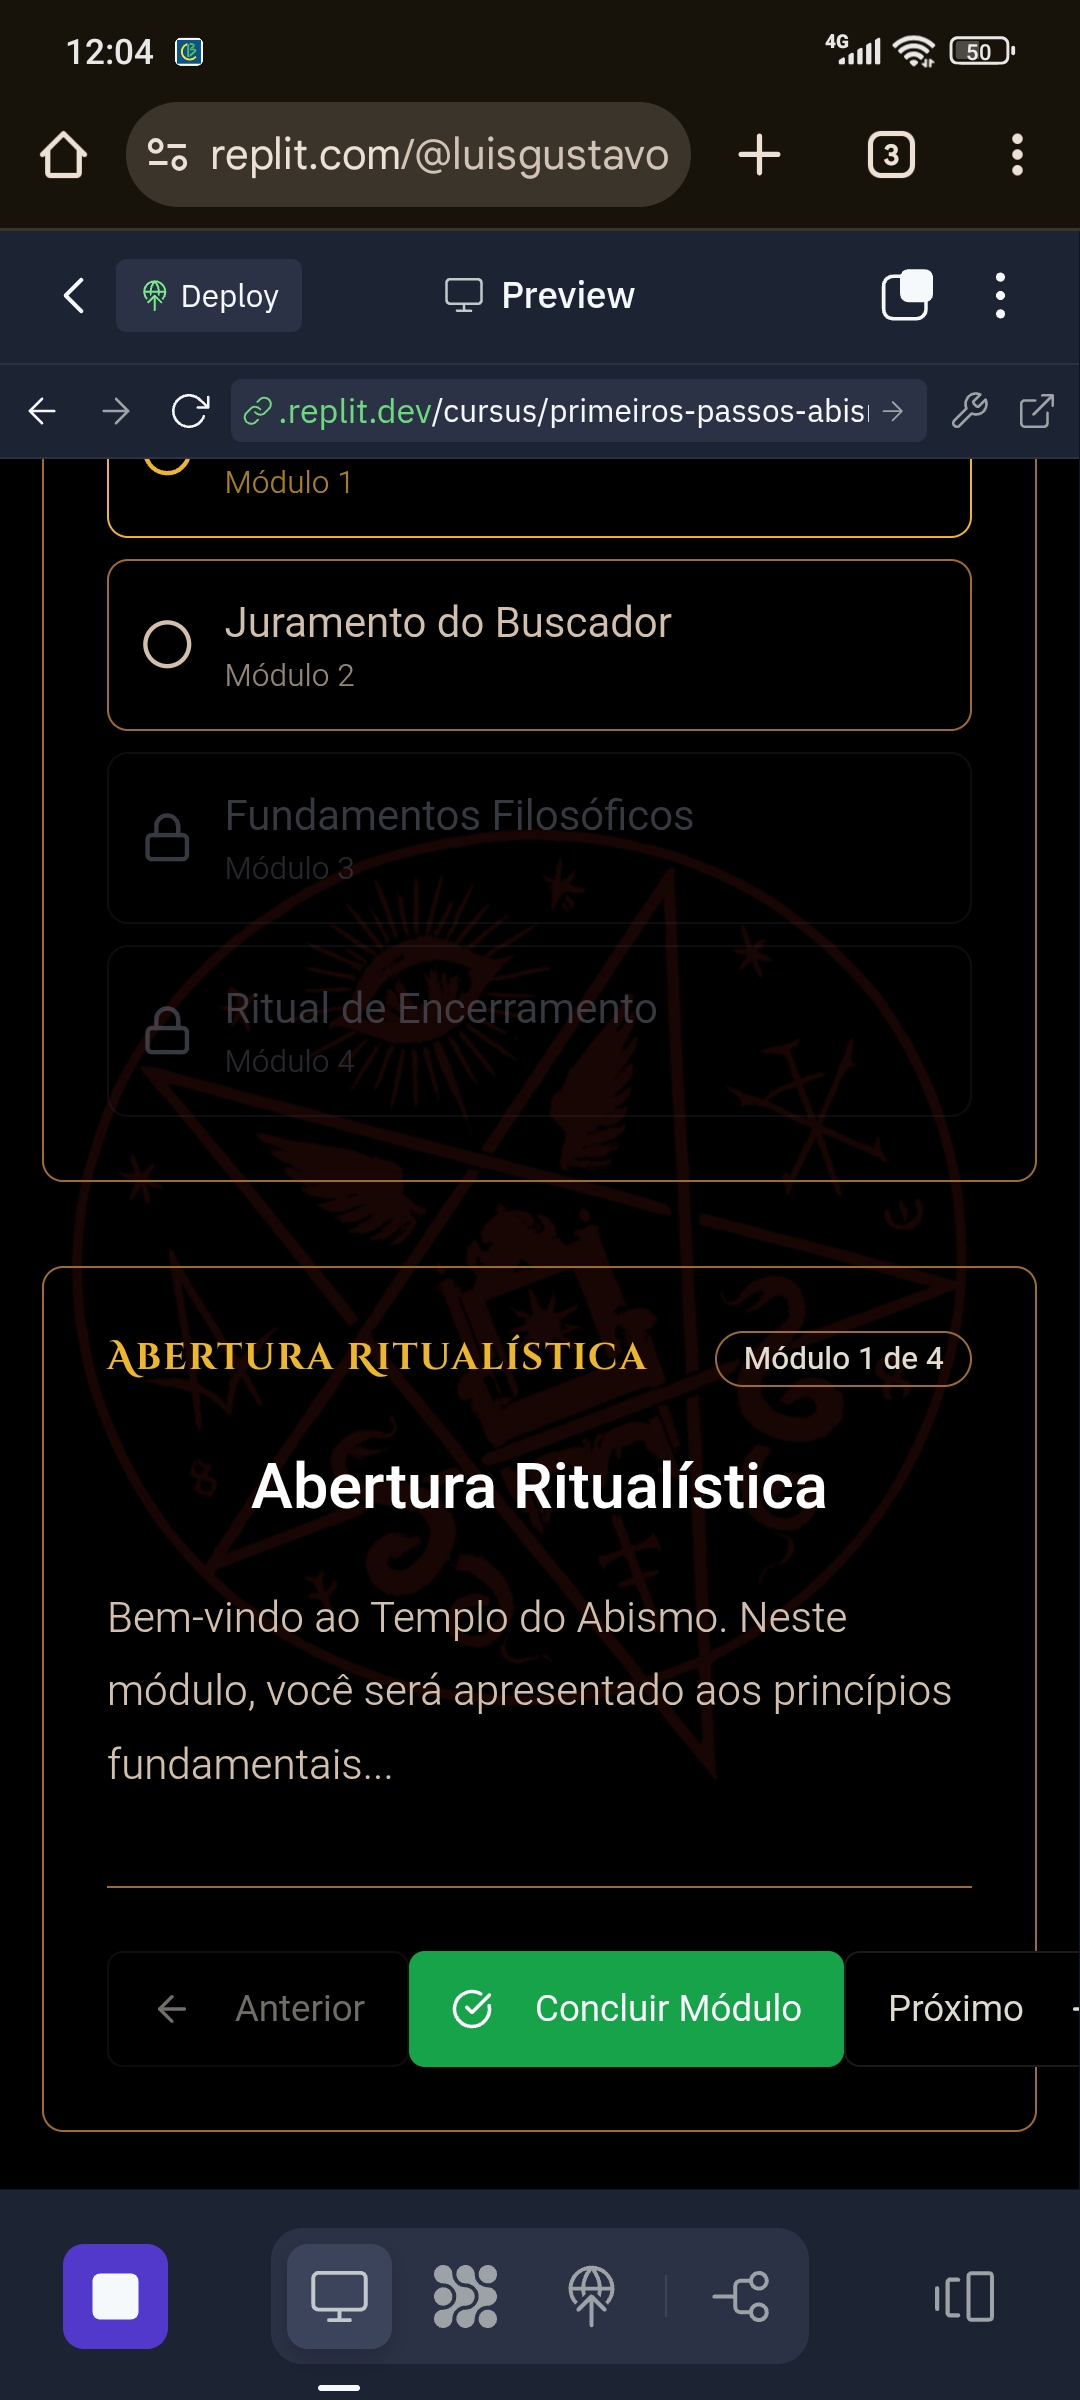 12:04
4G
50
replit.com/@luisgustavo
3
Deploy
Preview
.replit.dev/cursus/primeiros-passos-abis
Módulo 1
Juramento do Buscador
Módulo 2
Fundamentos Filosóficos
Módulo 3
Ritual de Encerramento
Módulo 4
Abertura Ritualística
Módulo 1 de 4
Abertura Ritualística
Bem-vindo ao Templo do Abismo. Neste
módulo, você será apresentado aos princípios
fundamentais...
Anterior
Concluir Módulo
Próximo